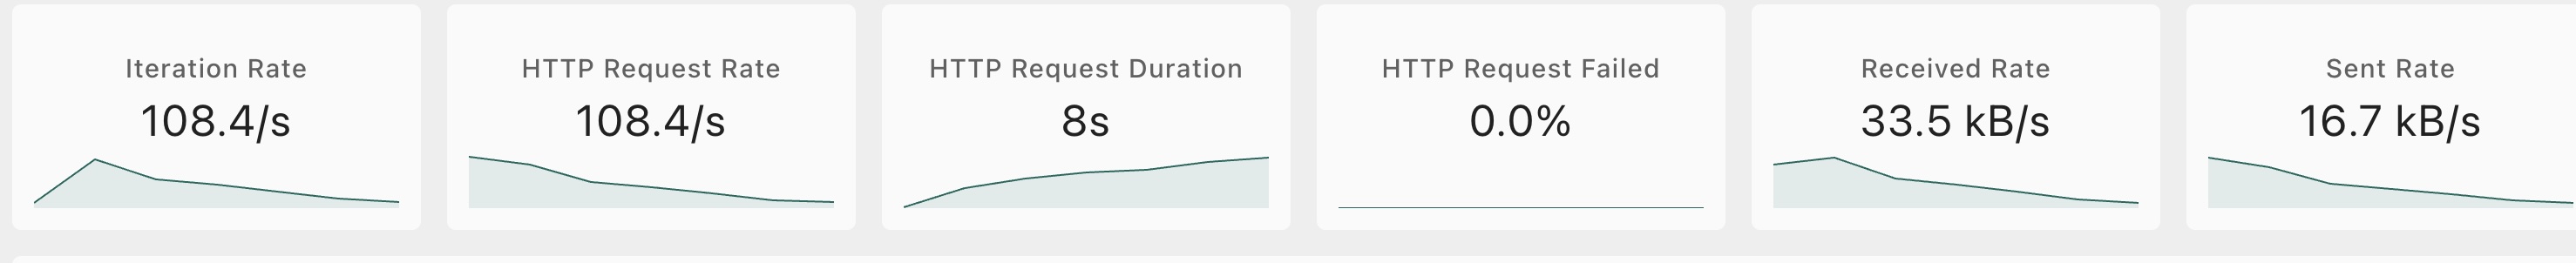 Iteration Rate
108.4/s
HTTP Request Rate
108.4/s
HTTP Request Duration
8s
HTTP Request Failed
0.0%
Received Rate
33.5 kB/s
Sent Rate
16.7 kB/s